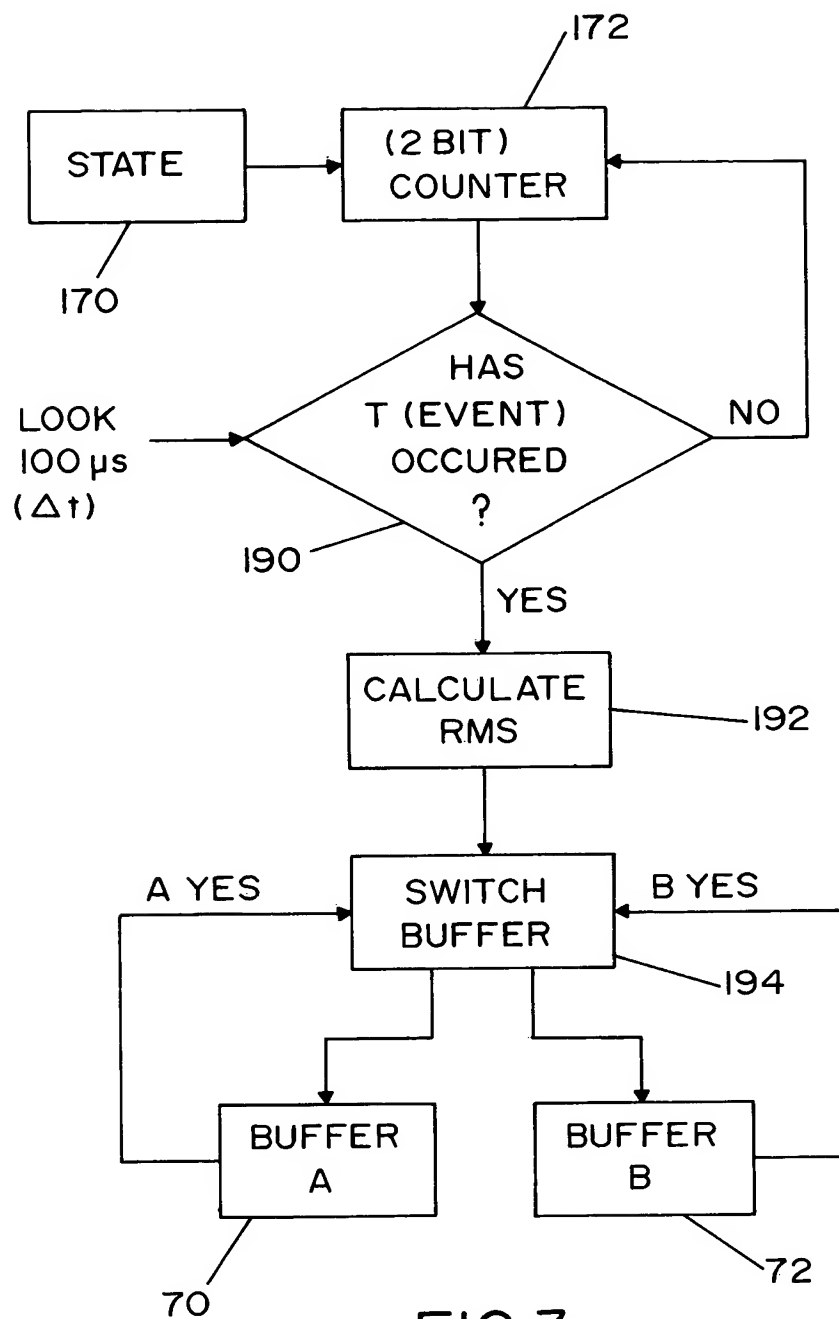 172
STATE
(2 BIT)
COUNTER
170
HAS
T (EVENT)
OCCURED
?
NO
LOOK
100 µs
(Δt)
190
YES
CALCULATE
RMS
192
A YES
SWITCH
BUFFER
B YES
194
BUFFER
A
BUFFER
B
70
72